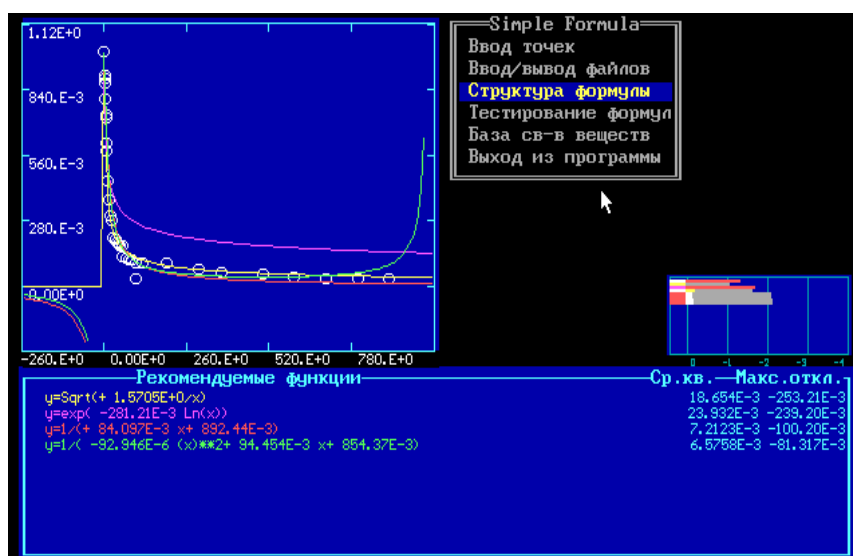 1.12E+0
840.E-3
560.E-3
280.E-3
0.00E+0
-260.E+0 0.00E+0 260.E+0 520.E+0 780.E+0
Simple Formula
Ввод точек
Ввод/вывод файлов
Структура формулы
Тестирование формул
База св-в веществ
Выход из программы
0 -1 -2 -3 -4
Рекомендуемые функции Ср.кв. Макс.откл.
y=Sqrt(+ 1.5705E+0/x) 18.654E-3 -253.21E-3
y=exp( -281.21E-3 Ln(x)) 23.932E-3 -239.20E-3
y=1/(+ 84.097E-3 x+ 892.44E-3) 7.2123E-3 -100.20E-3
y=1/( -92.946E-6 (x)**2+ 94.454E-3 x+ 854.37E-3) 6.5758E-3 -81.317E-3